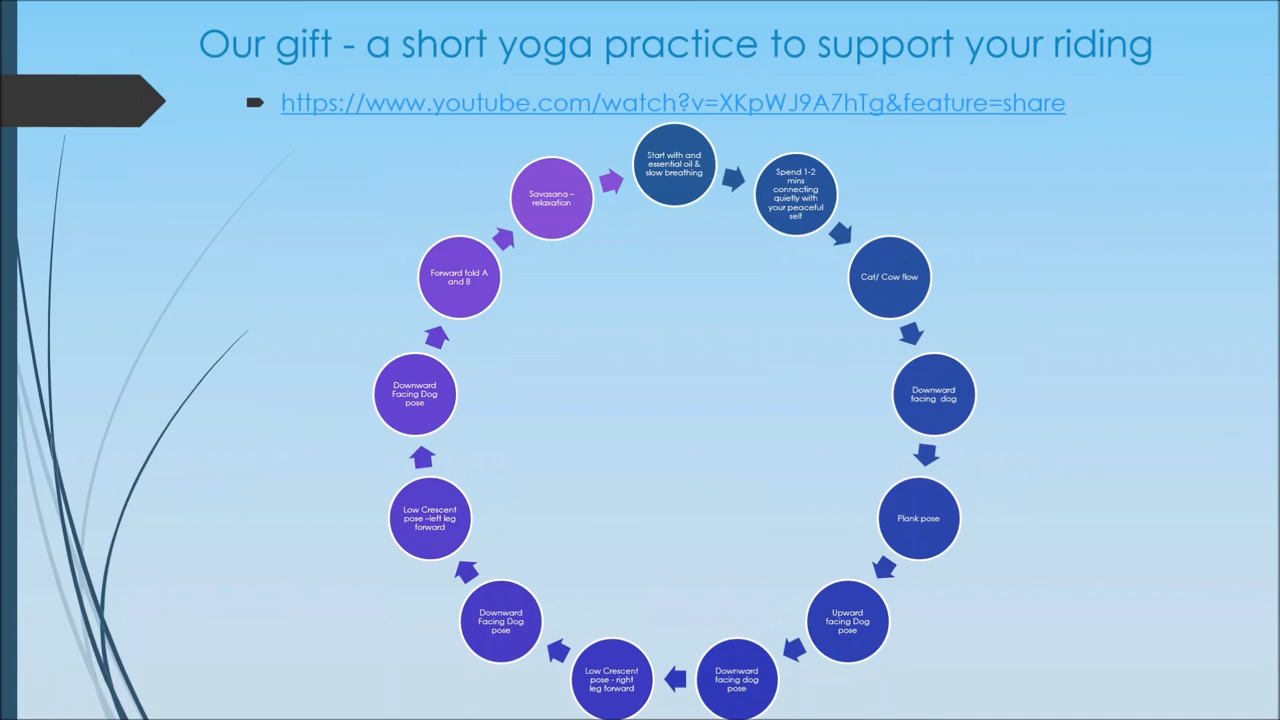 Our gift - a short yoga practice to support your riding
https://www.youtube.com/watch?v=XKpWJ9A7hTg&feature=share
Start with and
essential oil &
slow breathing
Spend 1-2
mins
connecting
quietly with
your peaceful
self
Cat/ Cow flow
Downward
facing dog
Plank pose
Upward
facing Dog
pose
Downward
facing dog
pose
Low Crescent
pose - right
leg forward
Downward
Facing Dog
pose
Low Crescent
pose –left leg
forward
Downward
Facing Dog
pose
Forward fold A
and B
Savasana –
relaxation